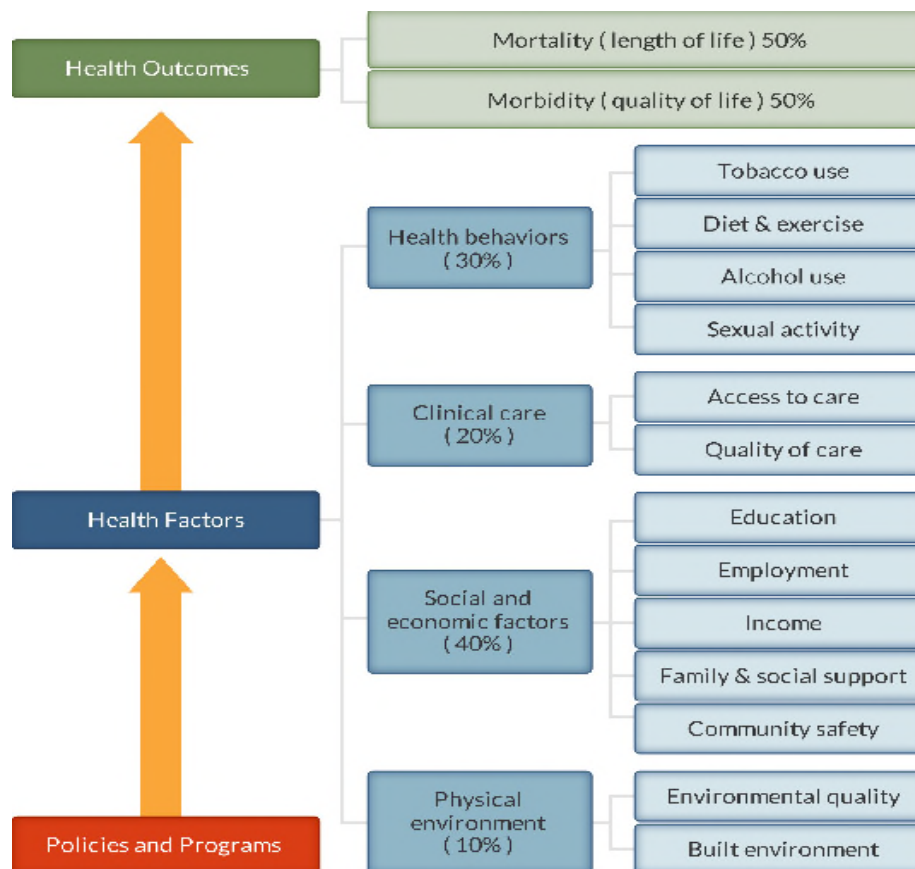 Health Outcomes
Mortality ( length of life ) 50%
Morbidity ( quality of life ) 50%
Health Factors
Health behaviors
( 30% )
Tobacco use
Diet & exercise
Alcohol use
Sexual activity
Clinical care
( 20% )
Access to care
Quality of care
Social and
economic factors
( 40% )
Education
Employment
Income
Family & social support
Community safety
Physical
environment
( 10% )
Environmental quality
Built environment
Policies and Programs